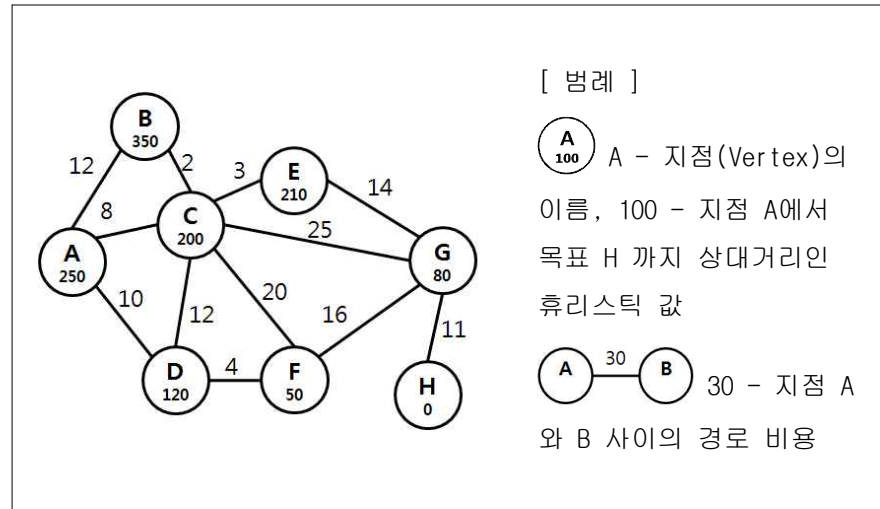 [ 범례 ]
A
100
A - 지점(Vertex)의
이름, 100 - 지점 A에서
목표 H 까지 상대거리인
휴리스틱 값
A
30
B
30 - 지점 A
와 B 사이의 경로 비용
B
350
12
2
3
E
210
14
8
C
200
25
A
250
G
80
10
12
20
16
11
D
120
4
F
50
H
0